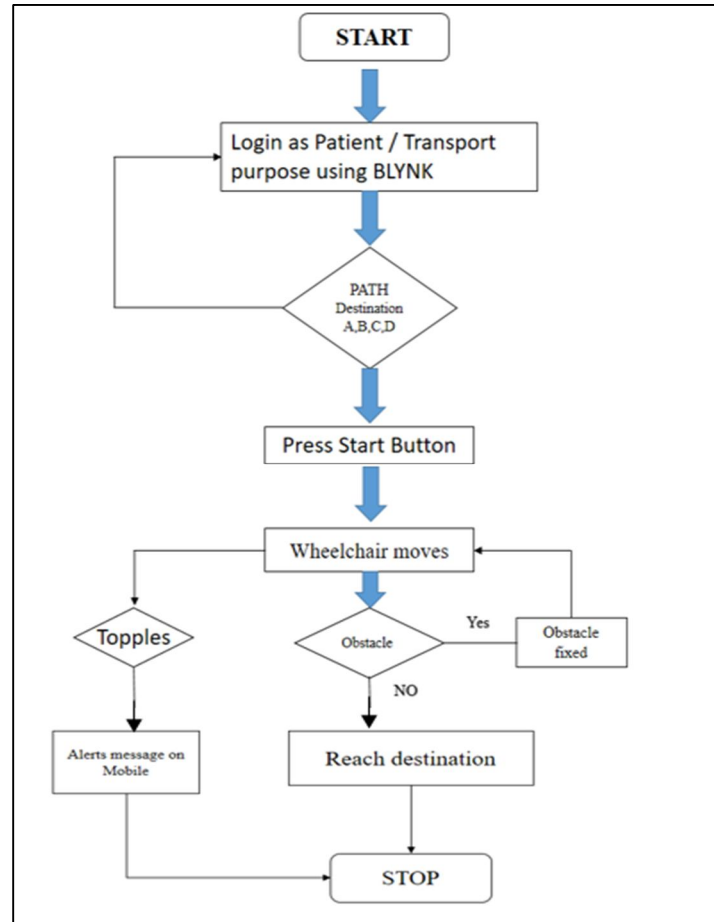 START
Login as Patient / Transport
purpose using BLYNK
PATH
Destination
A,B,C,D
Press Start Button
Wheelchair moves
Topples
Obstacle
Yes
Obstacle
fixed
NO
Alerts message on
Mobile
Reach destination
STOP